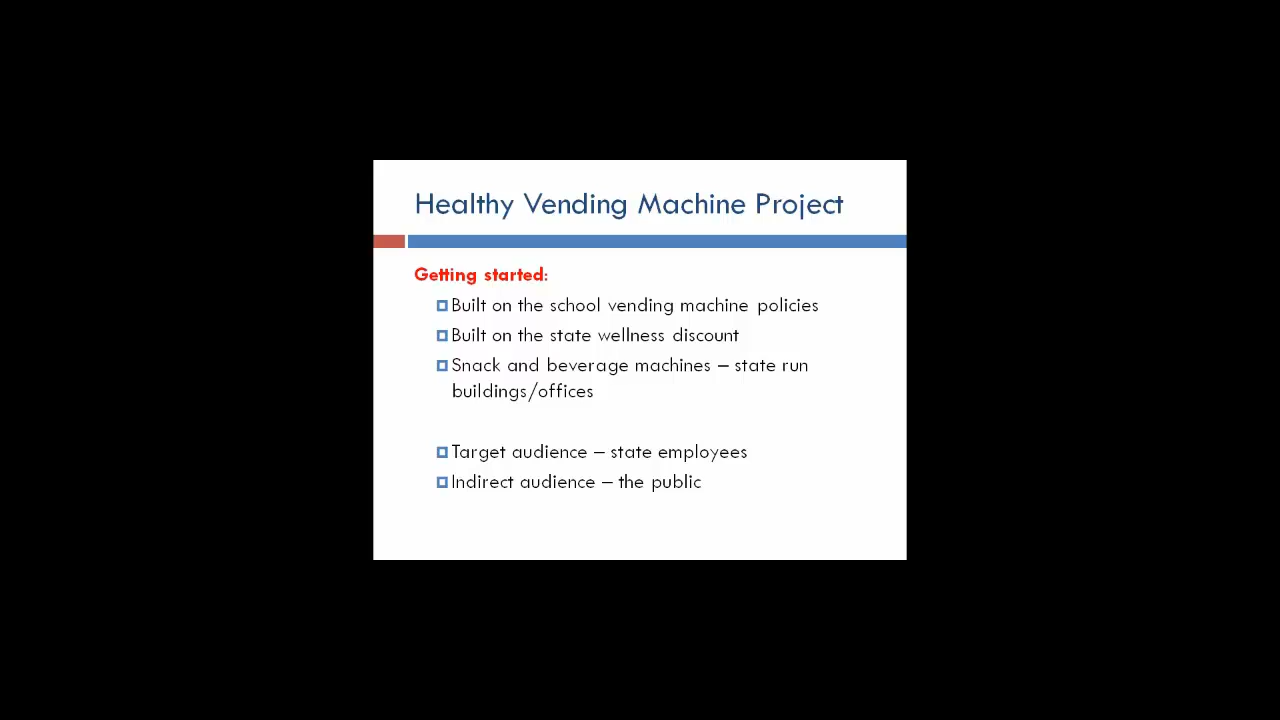 Healthy Vending Machine Project
Getting started:
Built on the school vending machine policies
Built on the state wellness discount
Snack and beverage machines – state run
buildings/offices
Target audience – state employees
Indirect audience – the public